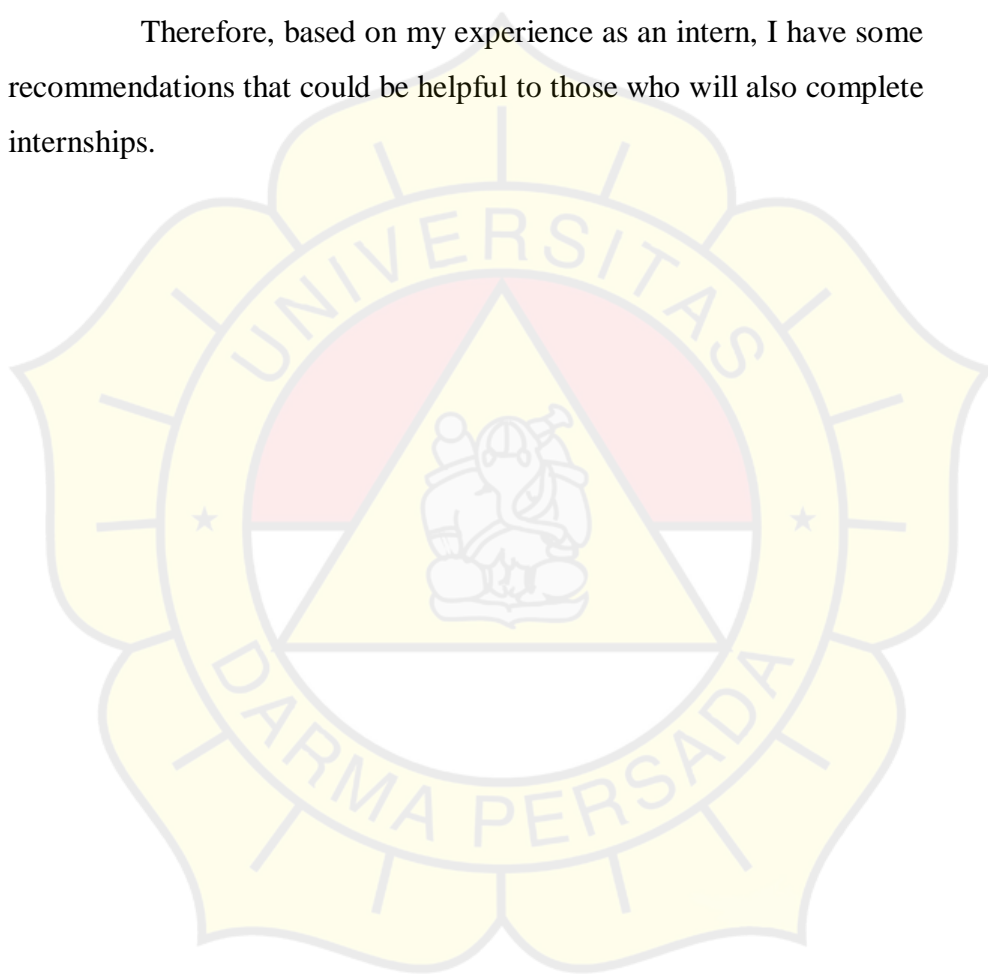 Therefore, based on my experience as an intern, I have some
recommendations that could be helpful to those who will also complete
internships.
UNIVERSITAS
DARMA PERSADA